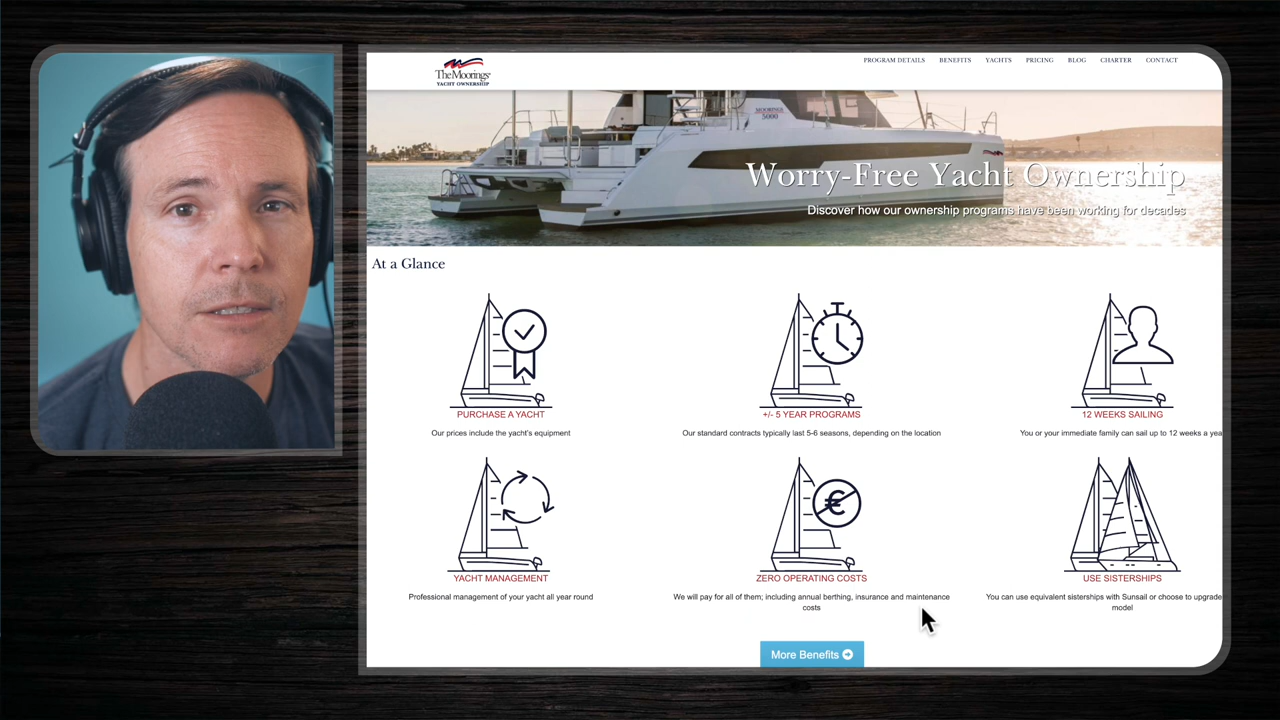 The Moorings
YACHT OWNERSHIP
PROGRAM DETAILS BENEFITS YACHTS PRICING BLOG CHARTER CONTACT
MOORINGS
5000
Worry-Free Yacht Ownership
Discover how our ownership programs have been working for decades
At a Glance
PURCHASE A YACHT
Our prices include the yacht's equipment
+/- 5 YEAR PROGRAMS
Our standard contracts typically last 5-6 seasons, depending on the location
12 WEEKS SAILING
You or your immediate family can sail up to 12 weeks a yea
YACHT MANAGEMENT
Professional management of your yacht all year round
ZERO OPERATING COSTS
We will pay for all of them; including annual berthing, insurance and maintenance
costs
USE SISTERSHIPS
You can use equivalent sisterships with Sunsail or choose to upgrade
model
More Benefits